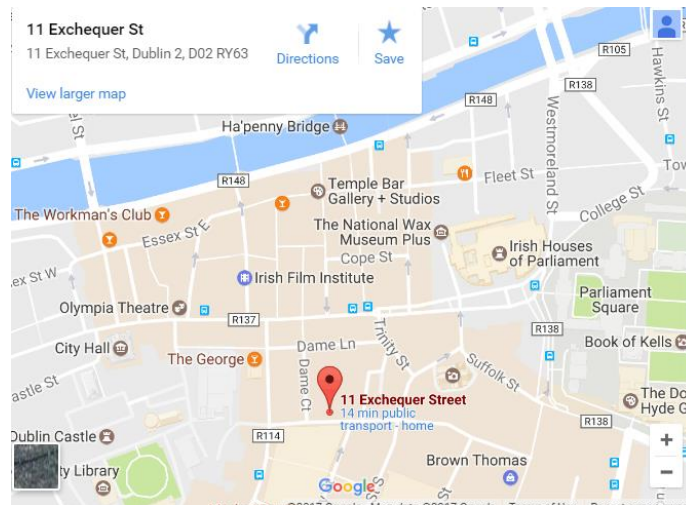 11 Exchequer St
11 Exchequer St, Dublin 2, D02 RY63
View larger map
Directions
Save
R105
Hawkins St
R138
R148
Westmoreland St
Ha'penny Bridge
R148
Temple Bar
Gallery + Studios
Fleet St
College St
The Workman's Club
Essex St E
The National Wax
Museum Plus
Cope St
Irish Houses
of Parliament
Irish Film Institute
Parliament
Square
Olympia Theatre
R137
Trinity St
R138
City Hall
Dame Ln
Book of Kells
The George
Dame Ct
Suffolk St
11 Exchequer Street
14 min public
transport - home
Hyde G
Dublin Castle
R114
R138
Brown Thomas
Google